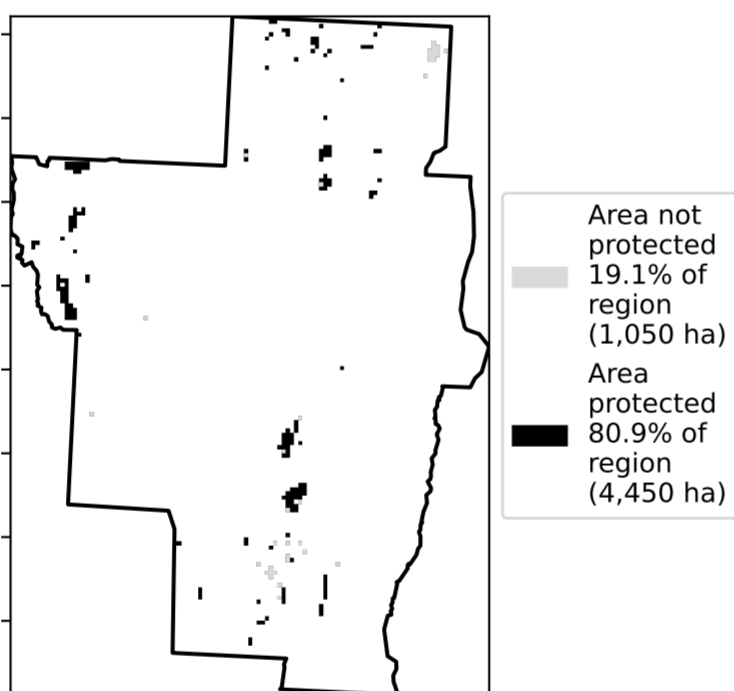 Area not
protected
19.1% of
region
(1,050 ha)
Area
protected
80.9% of
region
(4,450 ha)